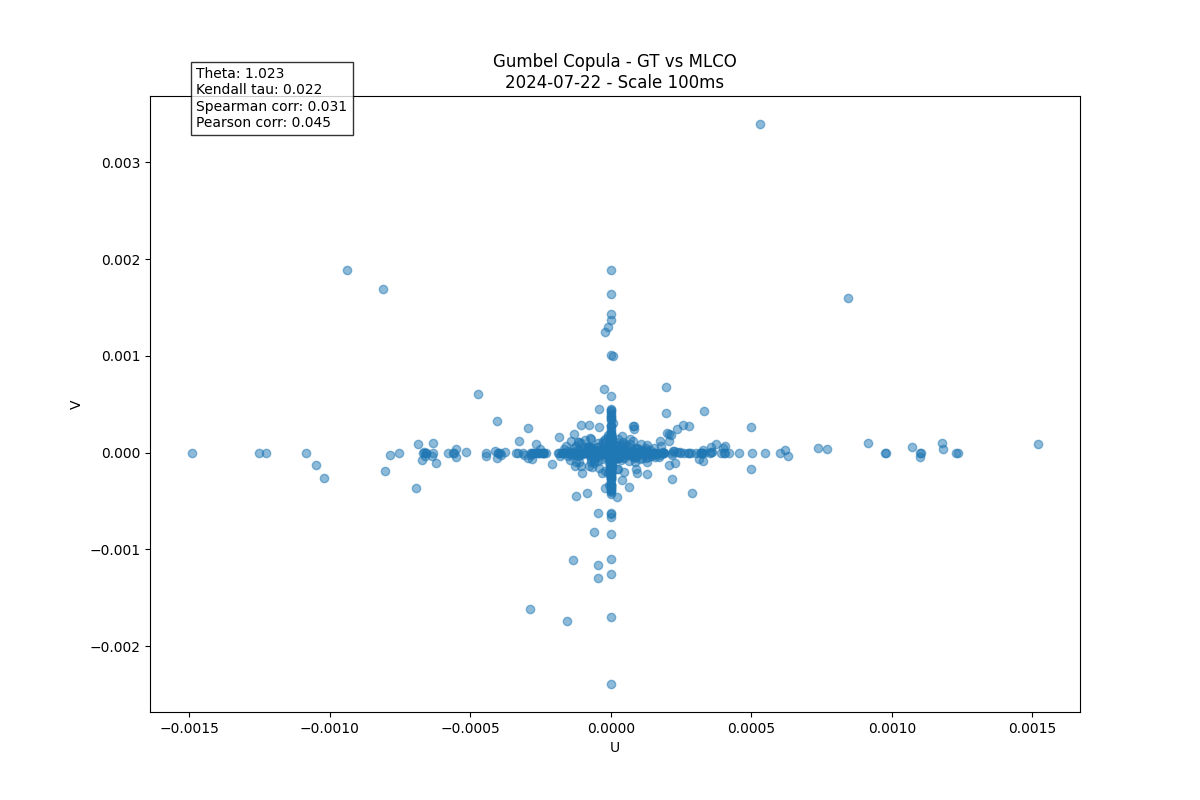 Gumbel Copula - GT vs MLCO
2024-07-22 - Scale 100ms
Theta: 1.023
Kendall tau: 0.022
Spearman corr: 0.031
Pearson corr: 0.045
0.003
0.002
0.001
0.000
−0.001
−0.002
V
−0.0015
−0.0010
−0.0005
0.0000
0.0005
0.0010
0.0015
U